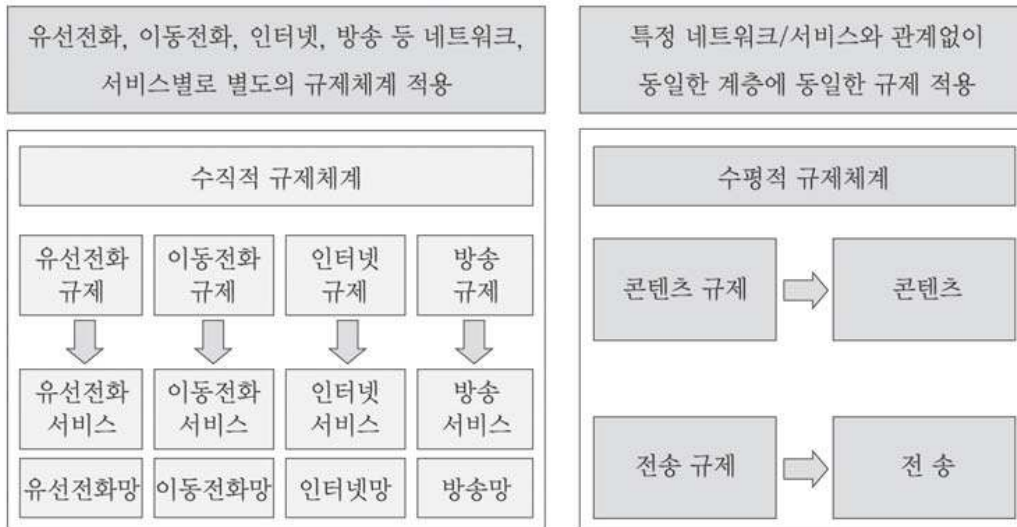 유선전화, 이동전화, 인터넷, 방송 등 네트워크,
서비스별로 별도의 규제체계 적용
수직적 규제체계
유선전화
규제
이동전화
규제
인터넷
규제
방송
규제
유선전화
서비스
이동전화
서비스
인터넷
서비스
방송
서비스
유선전화망
이동전화망
인터넷망
방송망
특정 네트워크/서비스와 관계없이
동일한 계층에 동일한 규제 적용
수평적 규제체계
콘텐츠 규제
콘텐츠
전송 규제
전 송